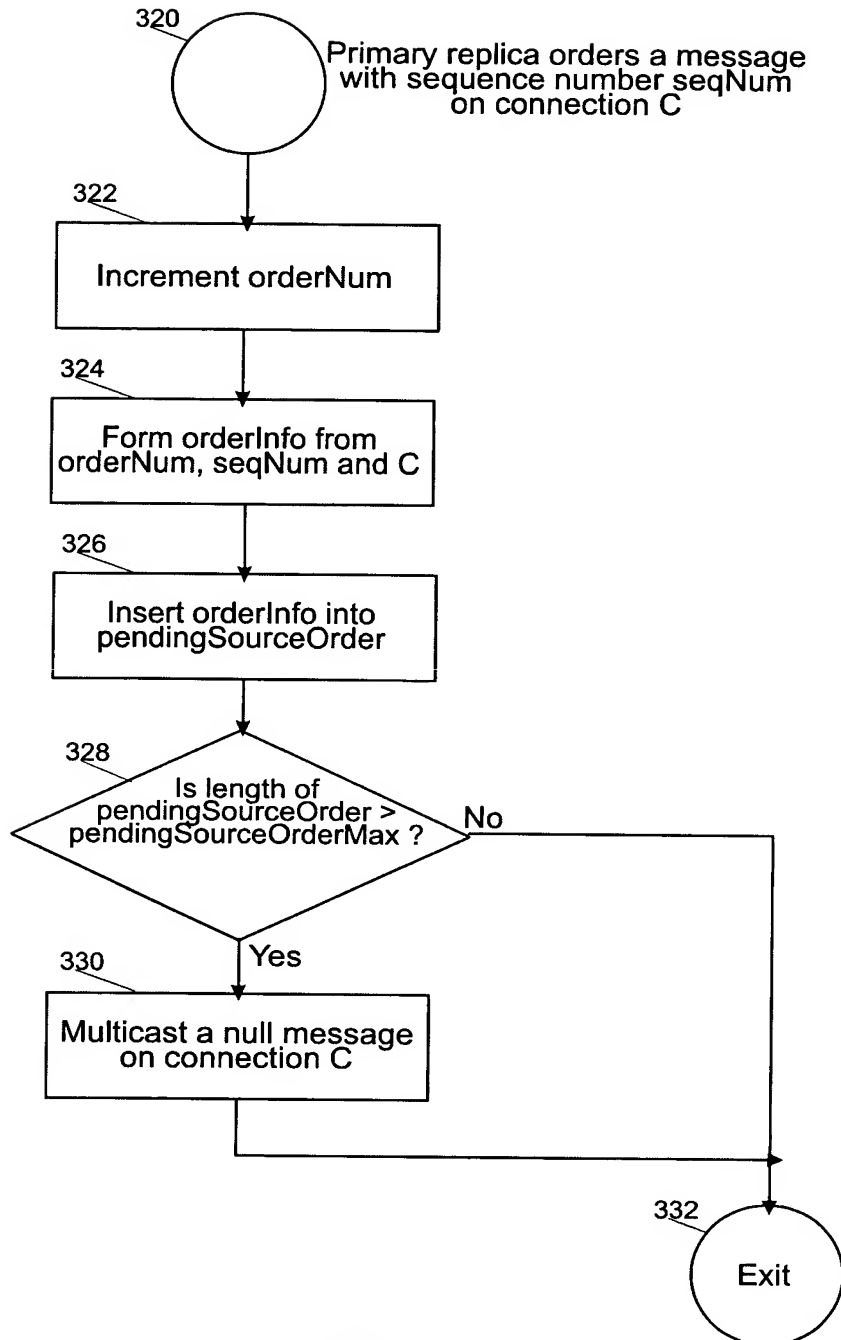 320
Primary replica orders a message
with sequence number seqNum
on connection C
322
Increment orderNum
324
Form orderInfo from
orderNum, seqNum and C
326
Insert orderInfo into
pendingSourceOrder
328
Is length of
pendingSourceOrder >
pendingSourceOrderMax ?
No
Yes
330
Multicast a null message
on connection C
332
Exit